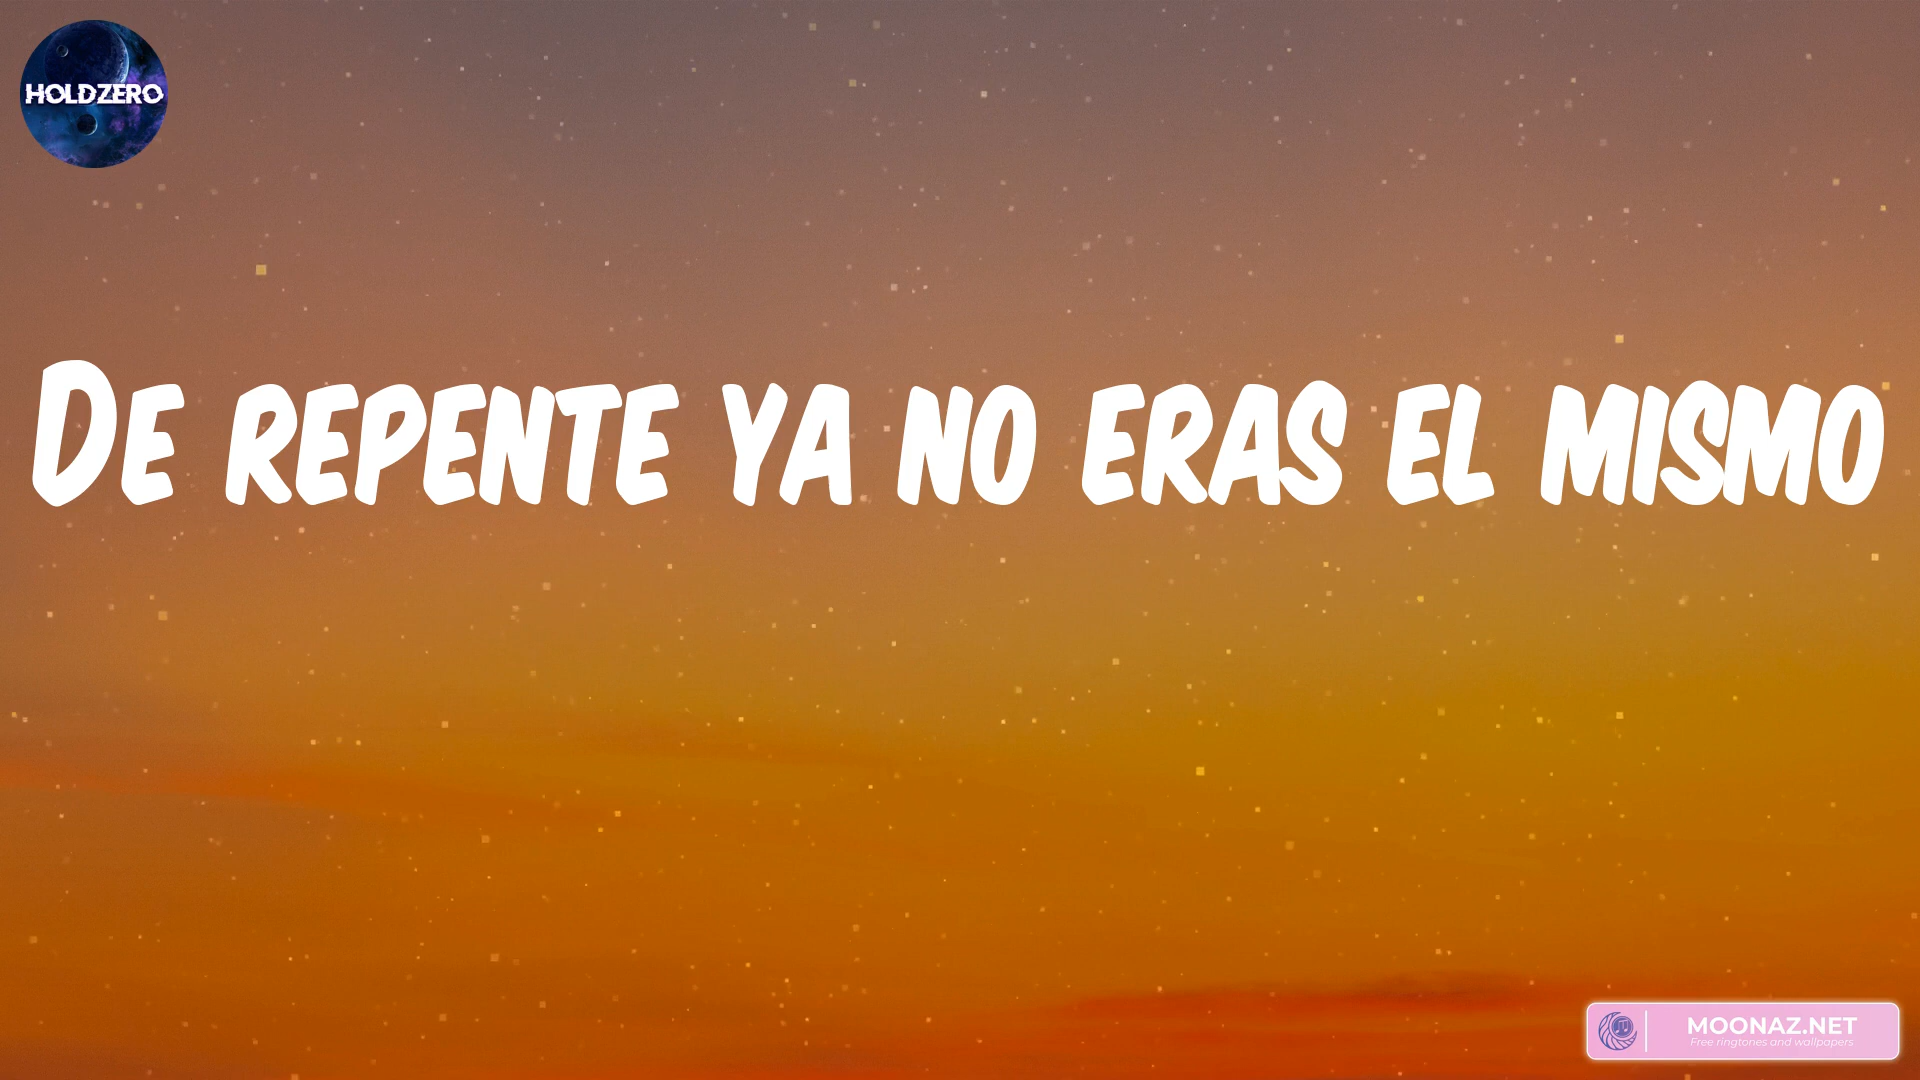 HOLDZERO
De repente ya no eras el mismo
MOONAZ.NET
Free ringtones and wallpapers